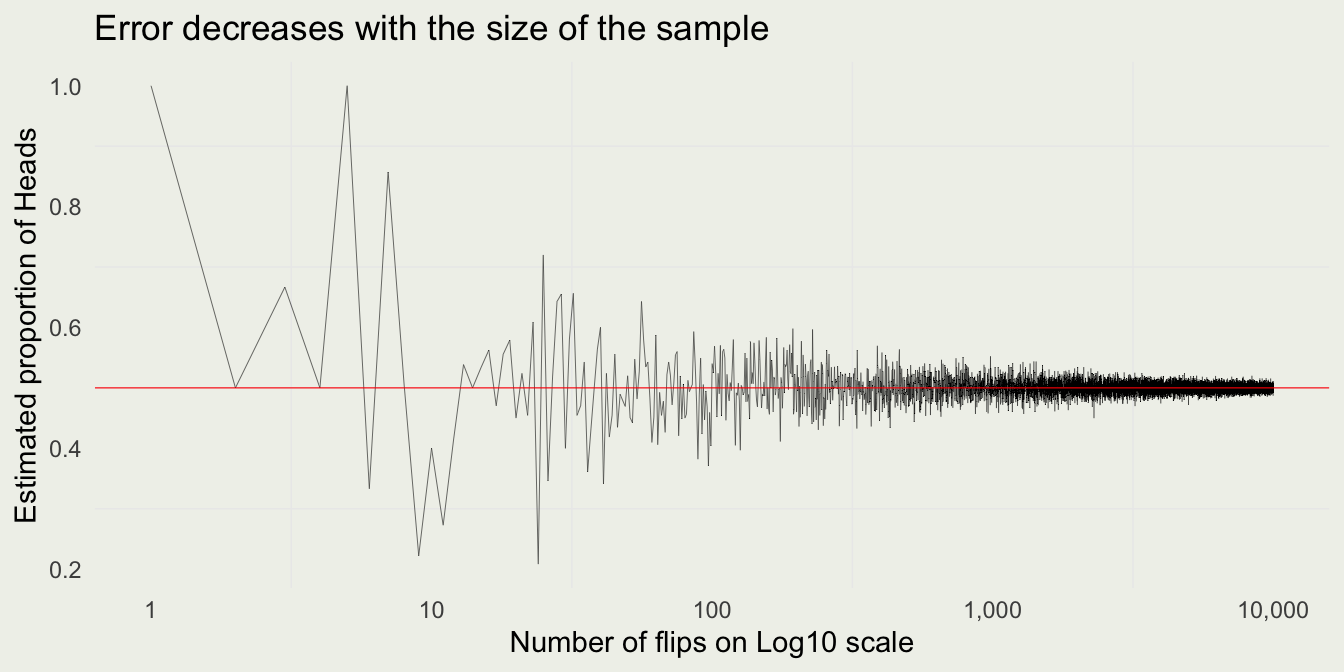 Error decreases with the size of the sample
Estimated proportion of Heads
1.0
0.8
0.6
0.4
0.2
1 10 100 1,000 10,000
Number of flips on Log10 scale